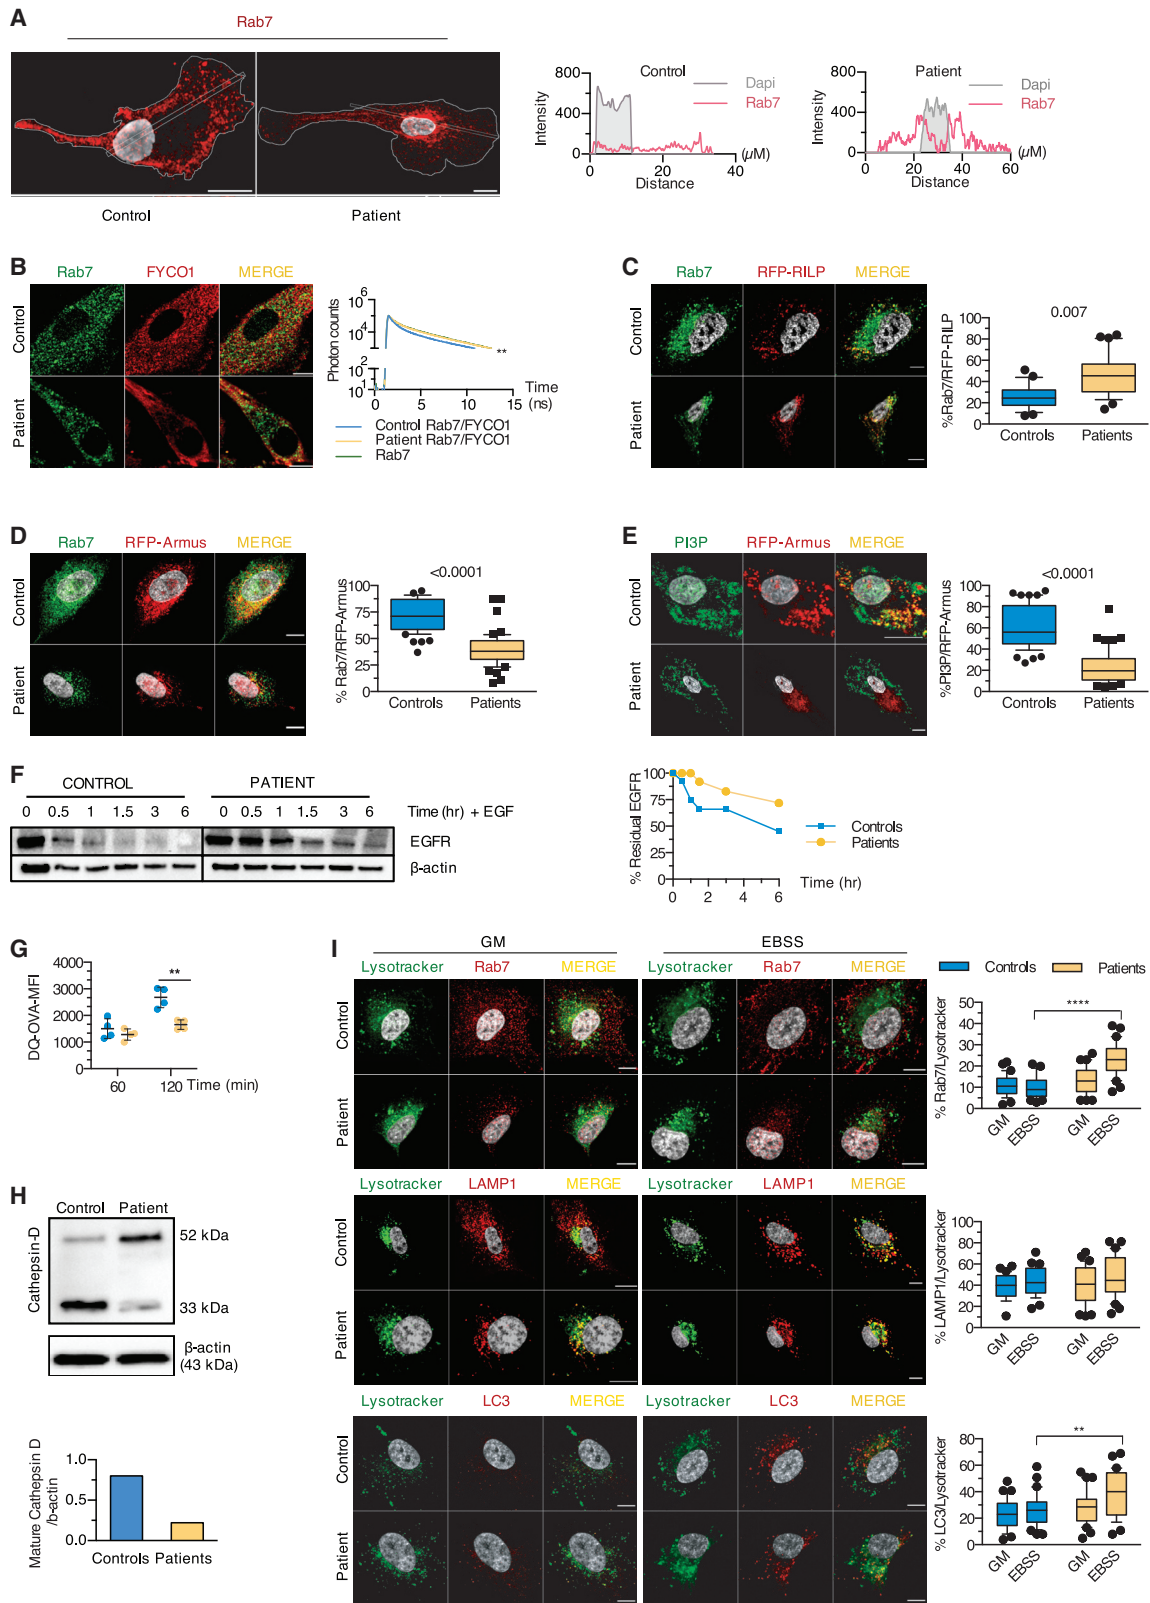 A
Rab7
Control
Patient
Intensity
800
400
0
Control
Dapi
Rab7
0 20 40
(µM)
Distance
Intensity
800
400
0
Patient
Dapi
Rab7
0 20 40 60
(µM)
Distance
B
Rab7 FYCO1 MERGE
Control
Patient
Photon counts
10⁶
10⁴
10²
10¹
**
0 5 10 15
Time
(ns)
Control Rab7/FYCO1
Patient Rab7/FYCO1
Rab7
C
Rab7 RFP-RILP MERGE
Control
Patient
%Rab7/RFP-RILP
100
80
60
40
20
0
0.007
Controls Patients
D
Rab7 RFP-Armus MERGE
Control
Patient
% Rab7/RFP-Armus
100
75
50
25
0
<0.0001
Controls Patients
E
PI3P RFP-Armus MERGE
Control
Patient
%PI3P/RFP-Armus
100
80
60
40
20
0
<0.0001
Controls Patients
F
CONTROL PATIENT
0 0.5 1 1.5 3 6 0 0.5 1 1.5 3 6 Time (hr) + EGF
EGFR
β-actin
% Residual EGFR
100
75
50
25
0
0 2 4 6
Time (hr)
Controls
Patients
G
DQ-OVA-MFI
4000
3000
2000
1000
0
**
60 120 Time (min)
H
Control Patient
Cathepsin-D
52 kDa
33 kDa
β-actin
(43 kDa)
Mature Cathepsin D
/b-actin
1.0
0.5
0.0
Controls Patients
I
GM EBSS
Lysotracker Rab7 MERGE Lysotracker Rab7 MERGE
Control
Patient
Controls Patients
% Rab7/Lysotracker
50
40
30
20
10
0
****
GM EBSS GM EBSS
Lysotracker LAMP1 MERGE Lysotracker LAMP1 MERGE
Control
Patient
% LAMP1/Lysotracker
100
80
60
40
20
0
GM EBSS GM EBSS
Lysotracker LC3 MERGE Lysotracker LC3 MERGE
Control
Patient
% LC3/Lysotracker
80
60
40
20
0
**
GM EBSS GM EBSS